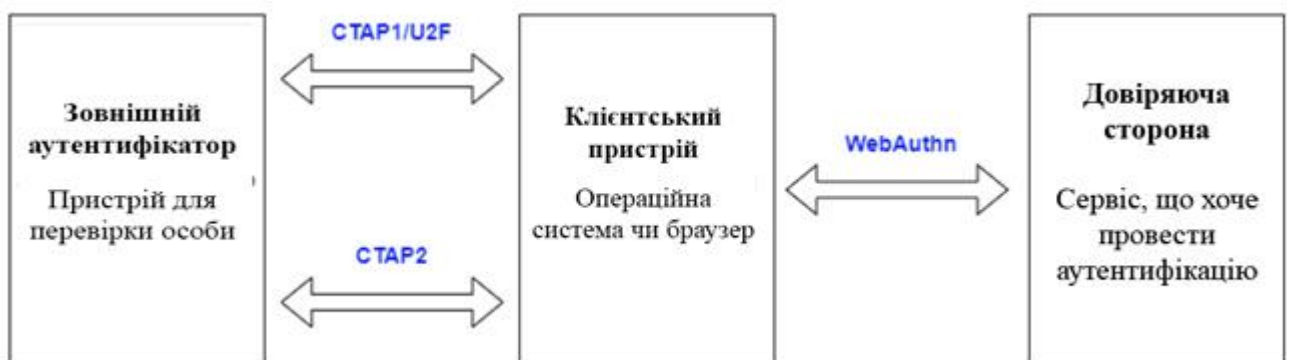 CTAP1/U2F
Зовнішній
аутентифікатор
Пристрій для
перевірки особи
CTAP2
Клієнтський
пристрій
Операційна
система чи браузер
WebAuthn
Довіряюча
сторона
Сервіс, що хоче
провести
аутентифікацію